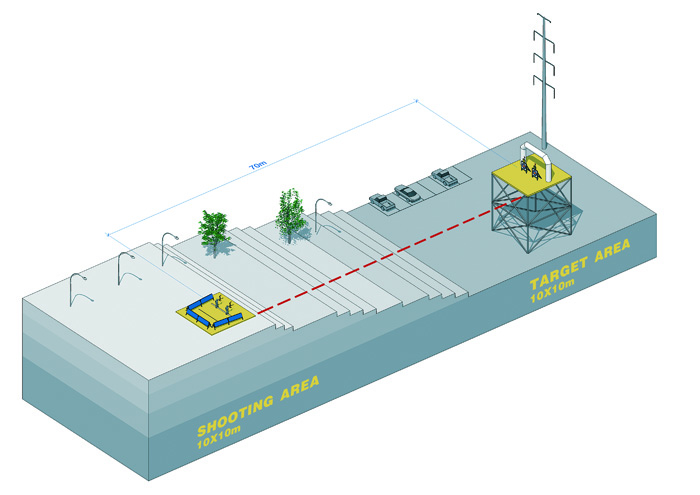 70m
TARGET AREA
10X10m
SHOOTING AREA
10X10m